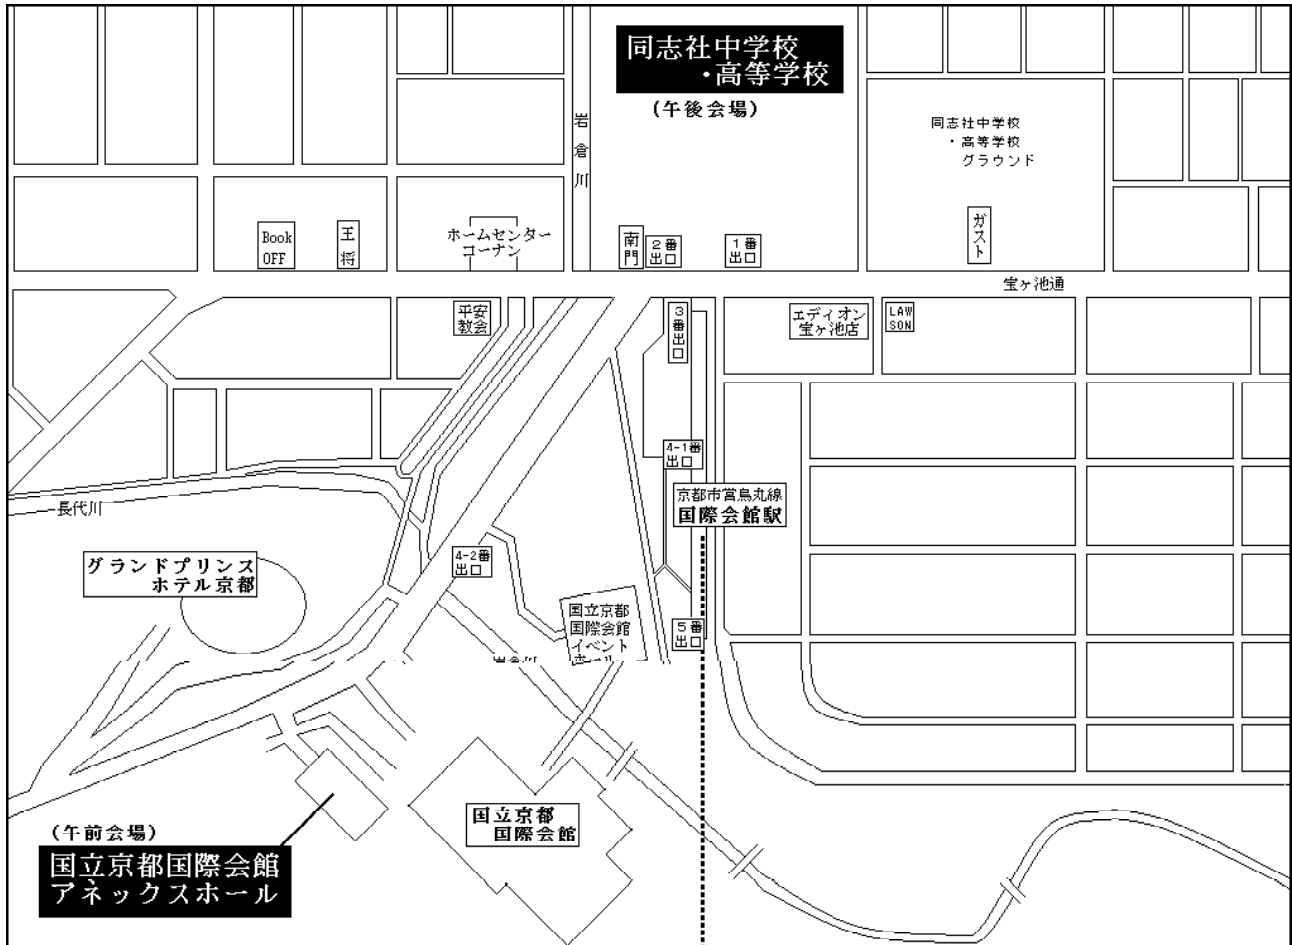 同志社中学校
・高等学校
(午後会場)
岩倉川
同志社中学校
・高等学校
グラウンド
Book
OFF
王将
ホームセンター
コーナン
南門
2番
出口
1番
出口
ガスト
宝ヶ池通
平安
教会
3番出口
エディオン
宝ヶ池店
LAW
SON
4-1番
出口
京都市営烏丸線
国際会館駅
長代川
4-2番
出口
グランドプリンス
ホテル京都
国立京都
国際会館
イベント
ホール
5番
出口
岩倉川
国立京都
国際会館
(午前会場)
国立京都国際会館
アネックスホール